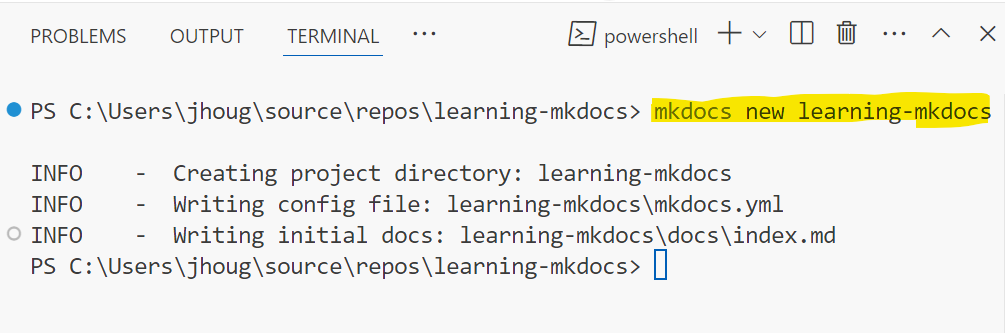 PROBLEMS OUTPUT TERMINAL ··· powershell
PS C:\Users\jhoug\source\repos\learning-mkdocs> mkdocs new learning-mkdocs
INFO    -  Creating project directory: learning-mkdocs
INFO    -  Writing config file: learning-mkdocs\mkdocs.yml
INFO    -  Writing initial docs: learning-mkdocs\docs\index.md
PS C:\Users\jhoug\source\repos\learning-mkdocs>